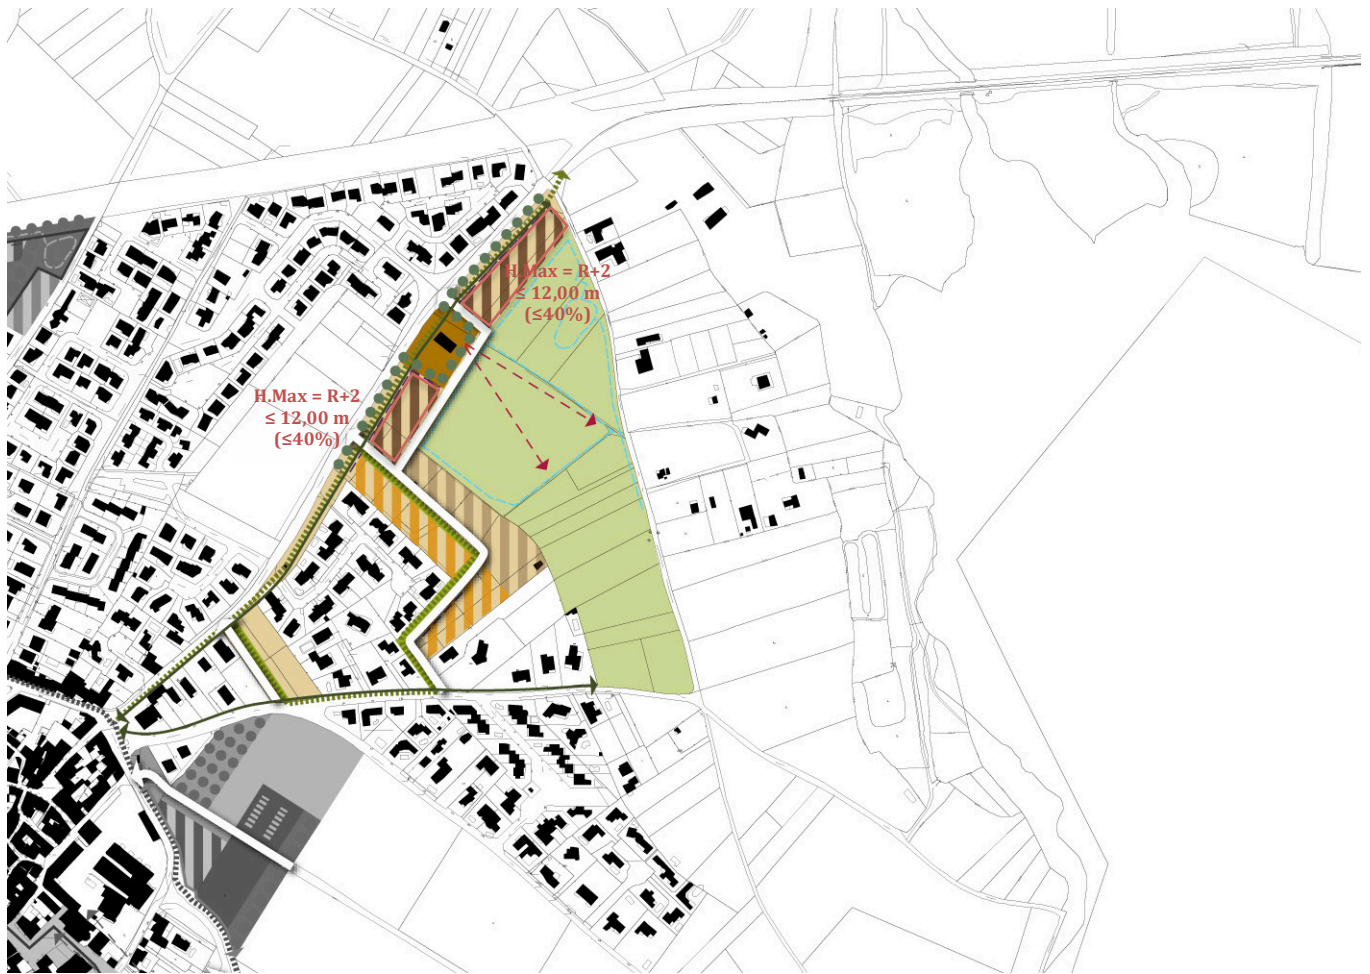 H.Max = R+2
≤ 12,00 m
(≤40%)
H.Max = R+2
≤ 12,00 m
(≤40%)